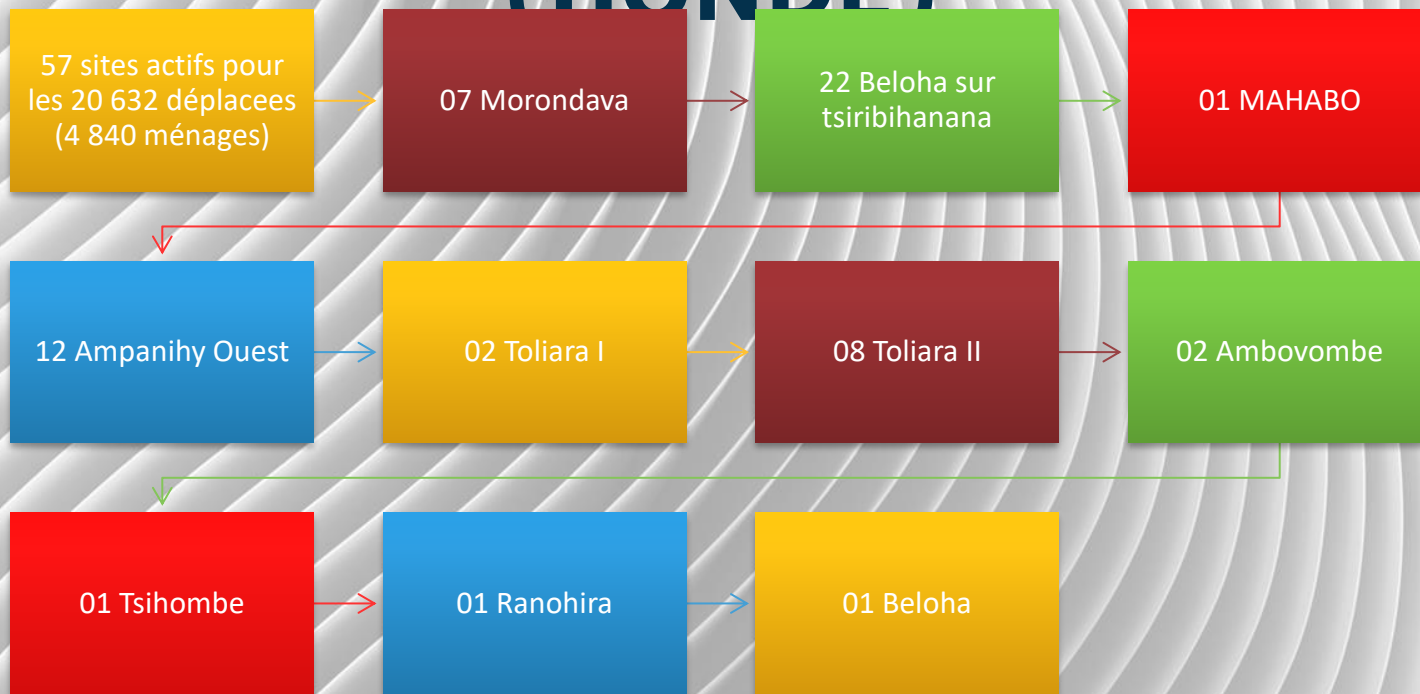 57 sites actifs pour
les 20 632 déplacees
(4 840 ménages)
07 Morondava
22 Beloha sur
tsiribihanana
01 MAHABO
12 Ampanihy Ouest
02 Toliara I
08 Toliara II
02 Ambovombe
01 Tsihombe
01 Ranohira
01 Beloha